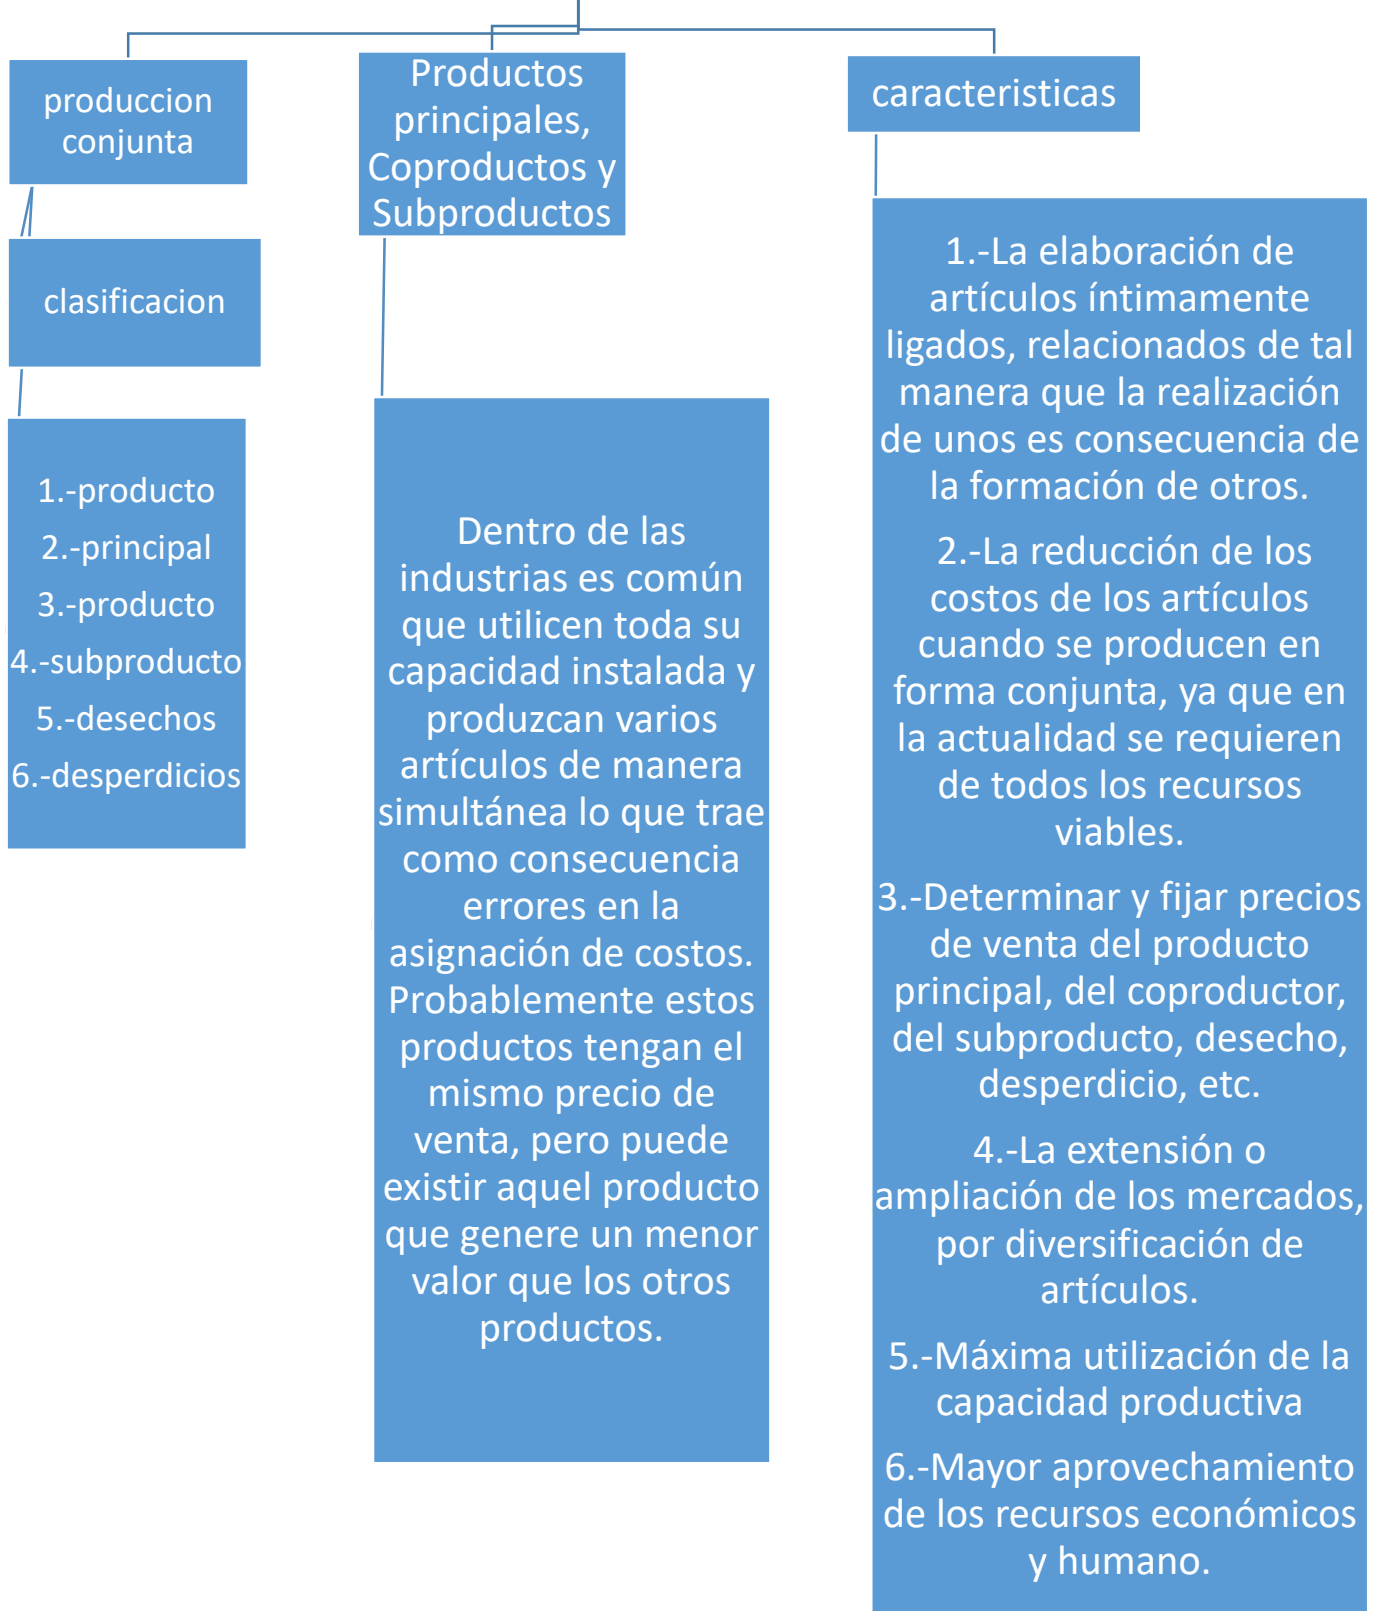 produccion
conjunta
clasificacion
1.-producto
2.-principal
3.-producto
4.-subproducto
5.-desechos
6.-desperdicios
Productos
principales,
Coproductos y
Subproductos
Dentro de las
industrias es común
que utilicen toda su
capacidad instalada y
produzcan varios
artículos de manera
simultánea lo que trae
como consecuencia
errores en la
asignación de costos.
Probablemente estos
productos tengan el
mismo precio de
venta, pero puede
existir aquel producto
que genere un menor
valor que los otros
productos.
caracteristicas
1.-La elaboración de
artículos íntimamente
ligados, relacionados de tal
manera que la realización
de unos es consecuencia de
la formación de otros.
2.-La reducción de los
costos de los artículos
cuando se producen en
forma conjunta, ya que en
la actualidad se requieren
de todos los recursos
viables.
3.-Determinar y fijar precios
de venta del producto
principal, del coproductor,
del subproducto, desecho,
desperdicio, etc.
4.-La extensión o
ampliación de los mercados,
por diversificación de
artículos.
5.-Máxima utilización de la
capacidad productiva
6.-Mayor aprovechamiento
de los recursos económicos
y humano.